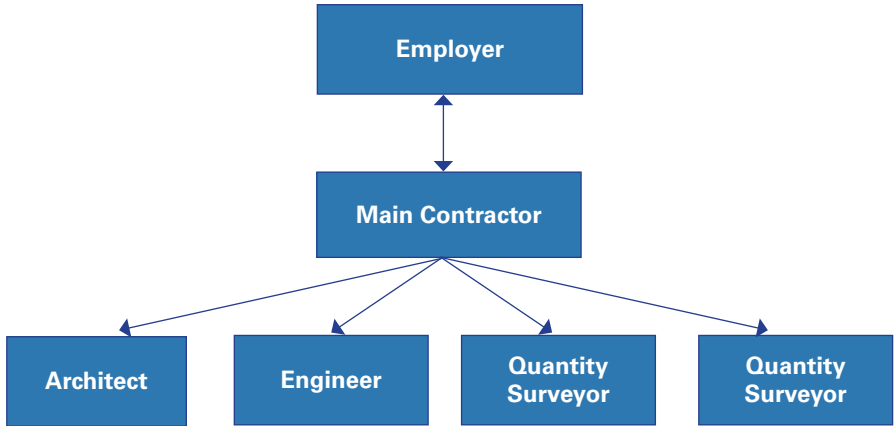 Employer
Main Contractor
Architect
Engineer
Quantity
Surveyor
Quantity
Surveyor